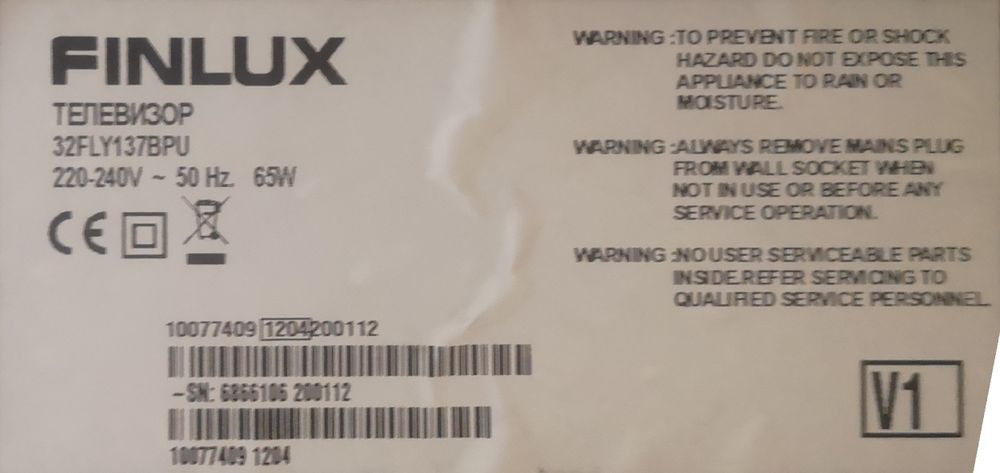 FINLUX
ТЕЛЕВИЗОР
32FLY137BPU
220-240V ~ 50 Hz. 65W
CE
10077409 1204 200112
-SN: 6866106 200112
10077409 1204
WARNING :TO PREVENT FIRE OR SHOCK
HAZARD DO NOT EXPOSE THIS
APPLIANCE TO RAIN OR
MOISTURE.
WARNING :ALWAYS REMOVE MAINS PLUG
FROM WALL SOCKET WHEN
NOT IN USE OR BEFORE ANY
SERVICE OPERATION.
WARNING :NO USER SERVICEABLE PARTS
INSIDE.REFER SERVICING TO
QUALIFIED SERVICE PERSONNEL.
V1